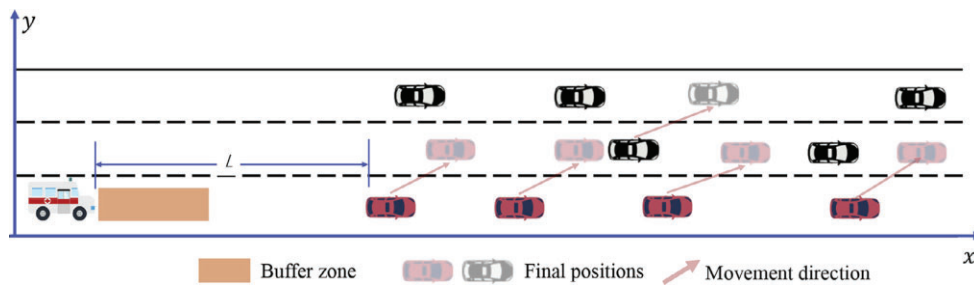 y
L
x
Buffer zone
Final positions
Movement direction